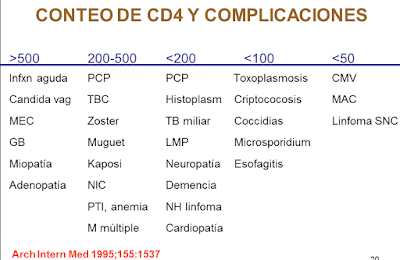 CONTEO DE CD4 Y COMPLICACIONES
>500 200-500 <200 <100 <50
Infxn aguda PCP PCP Toxoplasmosis CMV
Candida vag TBC Histoplasm Criptococosis MAC
MEC Zoster TB miliar Coccidias Linfoma SNC
GB Muguet LMP Microsporidium
Miopatía Kaposi Neuropatía Esofagitis
Adenopatía NIC Demencia
PTI, anemia NH linfoma
M múltiple Cardiopatía
Arch Intern Med 1995;155:1537